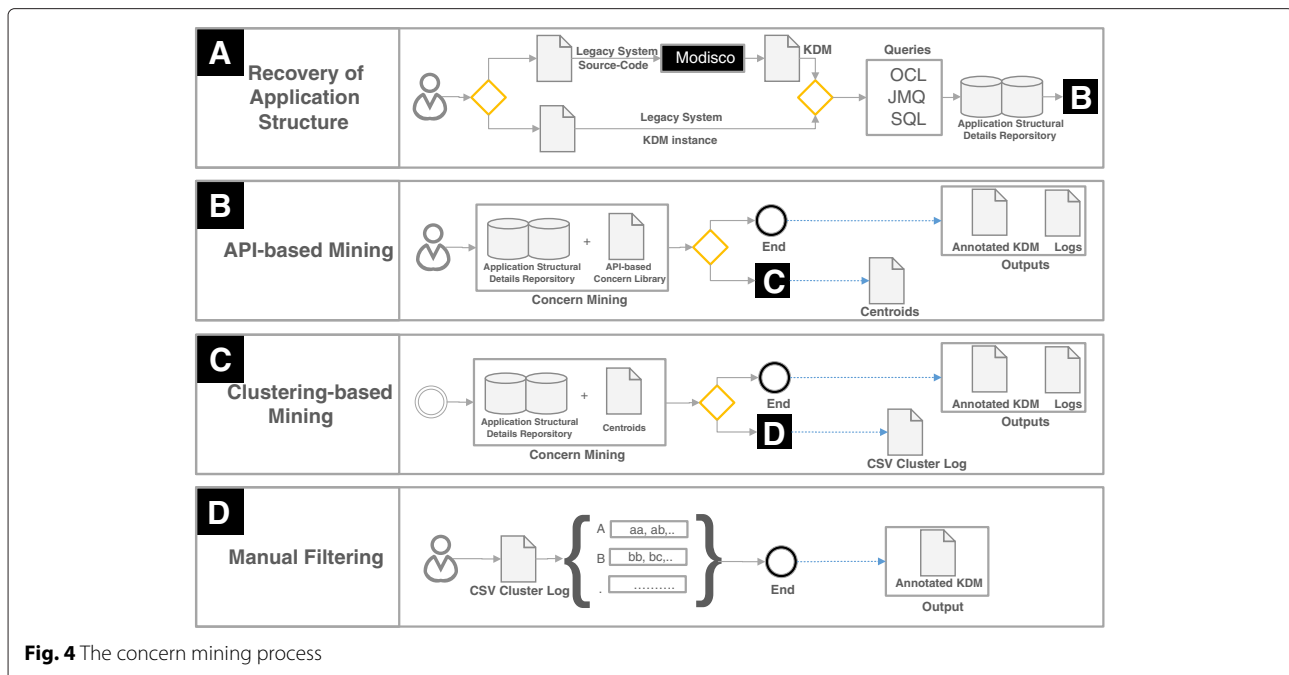 A
Recovery of
Application
Structure
Legacy System
Source-Code
Modisco
KDM
Legacy System
KDM instance
Queries
OCL
JMQ
SQL
Application Structural
Details Reporsitory
B
B
API-based Mining
Application Structural
Details Reporsitory
+
API-based
Concern Library
Concern Mining
End
C
Centroids
Annotated KDM
Logs
Outputs
C
Clustering-based
Mining
Application Structural
Details Reporsitory
+
Centroids
Concern Mining
End
D
CSV Cluster Log
Annotated KDM
Logs
Outputs
D
Manual Filtering
CSV Cluster Log
{
A aa, ab,..
B bb, bc,..
. ..........
}
End
Annotated KDM
Output
Fig. 4 The concern mining process